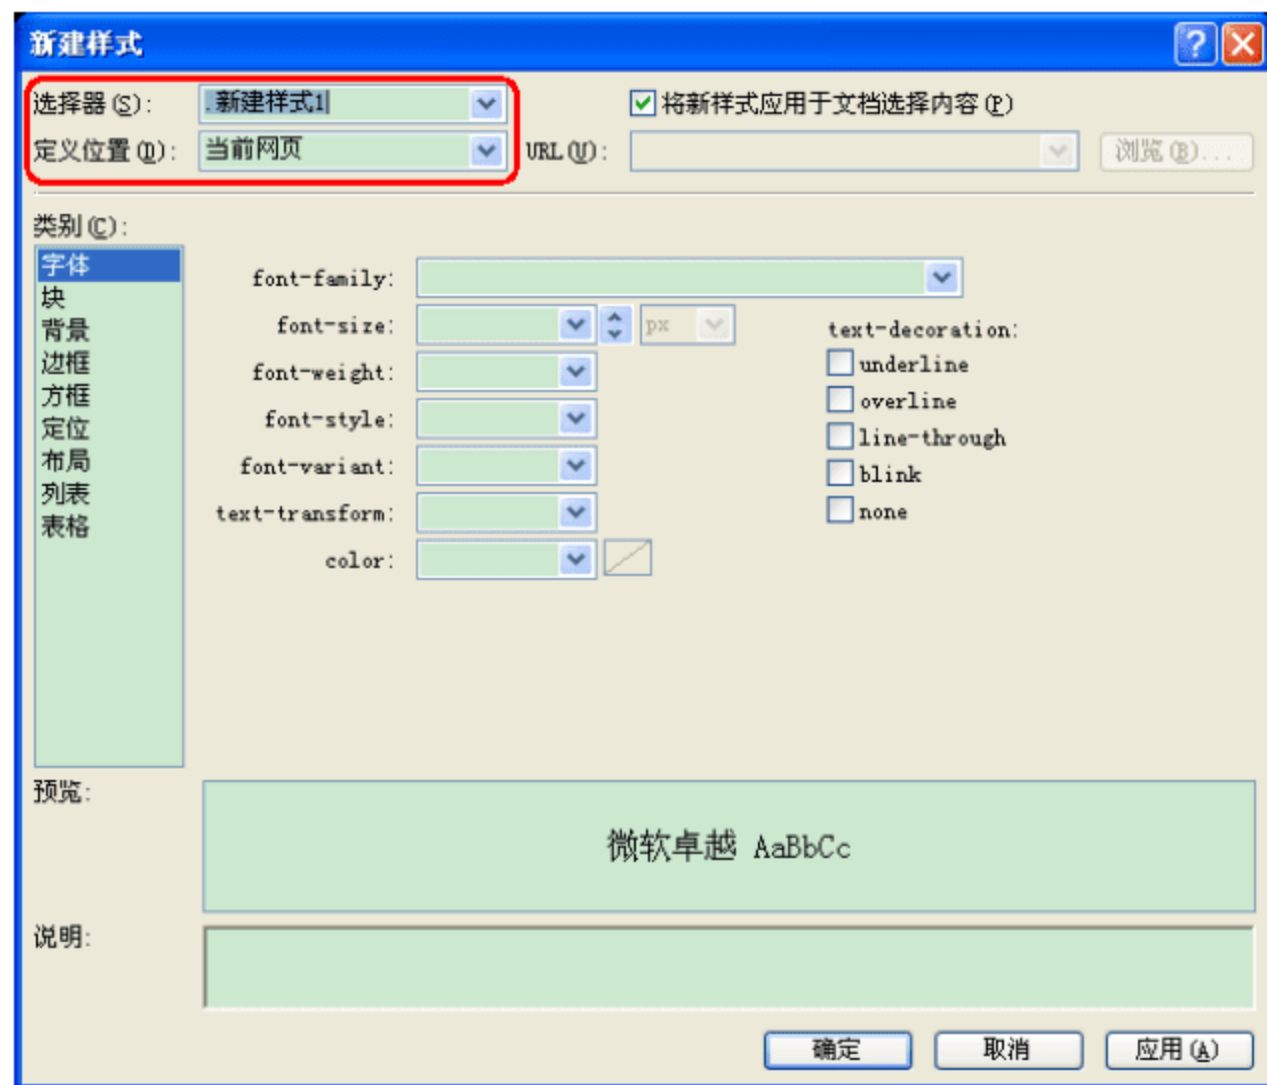 新建样式
选择器(S): .新建样式1 将新样式应用于文档选择内容(P)
定义位置(D): 当前网页 URL(U): 浏览(B)...
类别(C):
字体
块
背景
边框
方框
定位
布局
列表
表格
font-family:
font-size: px
font-weight:
font-style:
font-variant:
text-transform:
color:
text-decoration:
underline
overline
line-through
blink
none
预览:
微软卓越 AaBbCc
说明:
确定 取消 应用(A)